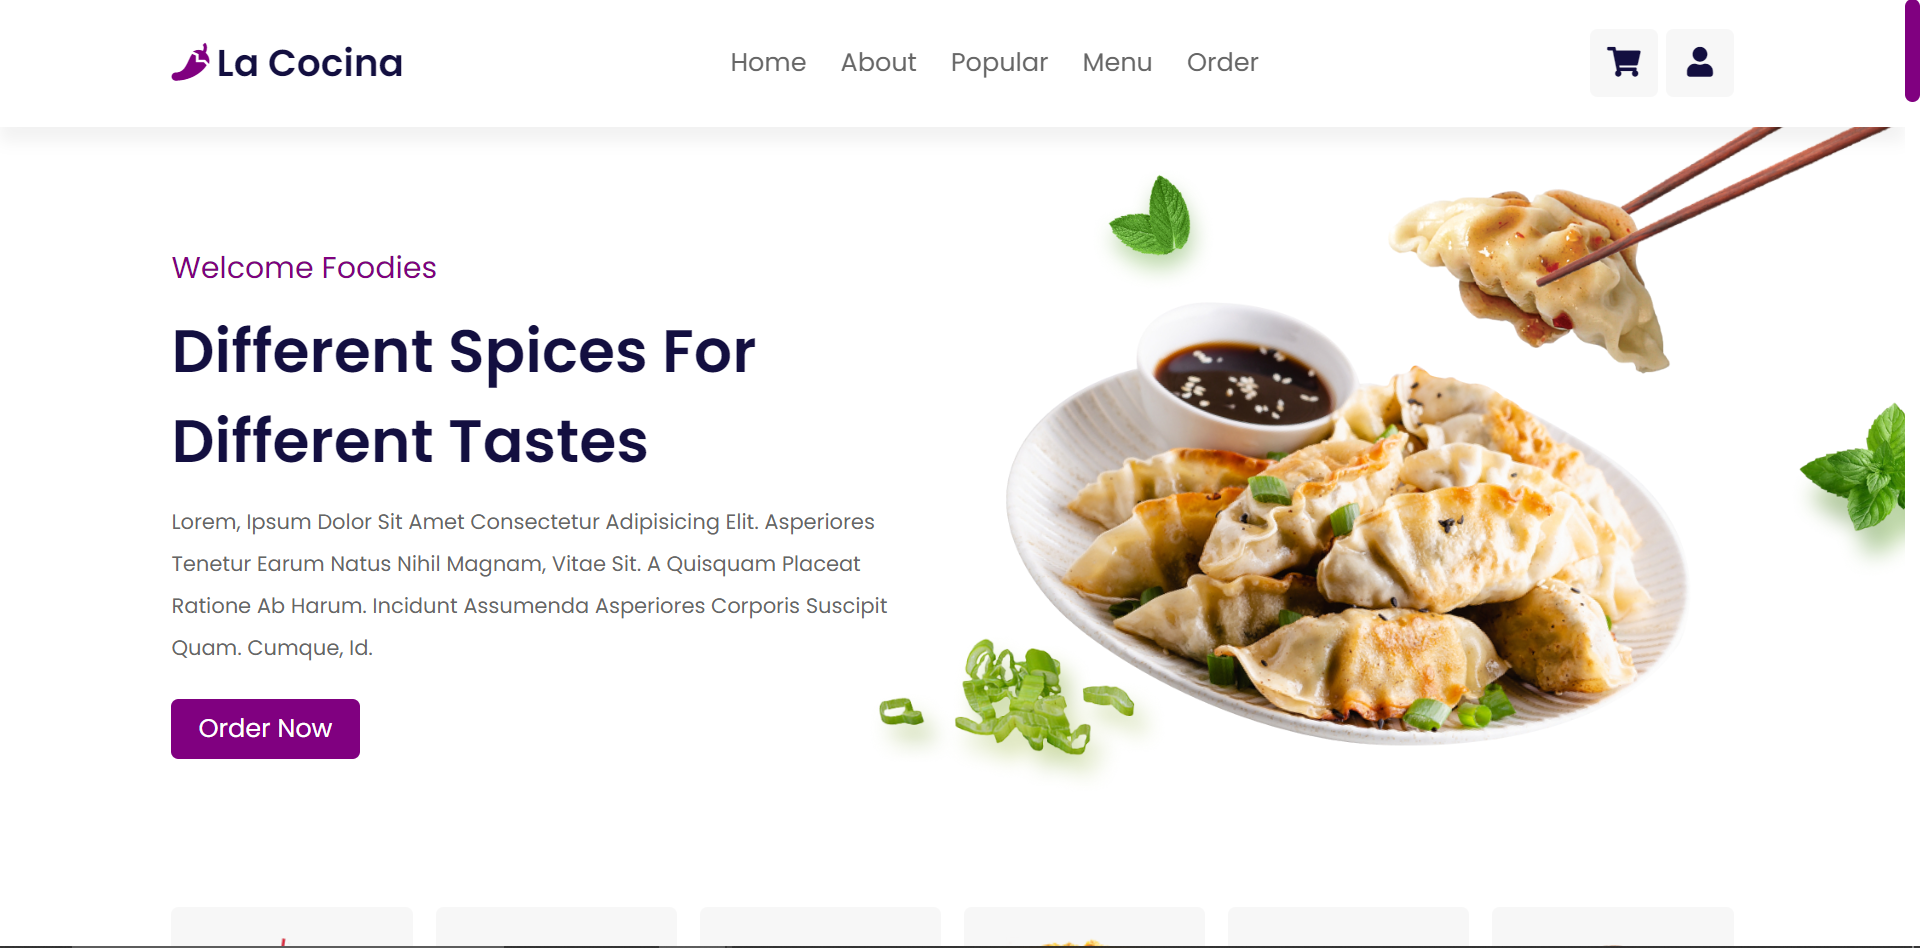 La Cocina
Home About Popular Menu Order
Welcome Foodies
Different Spices For
Different Tastes
Lorem, Ipsum Dolor Sit Amet Consectetur Adipisicing Elit. Asperiores
Tenetur Earum Natus Nihil Magnam, Vitae Sit. A Quisquam Placeat
Ratione Ab Harum. Incidunt Assumenda Asperiores Corporis Suscipit
Quam. Cumque, Id.
Order Now